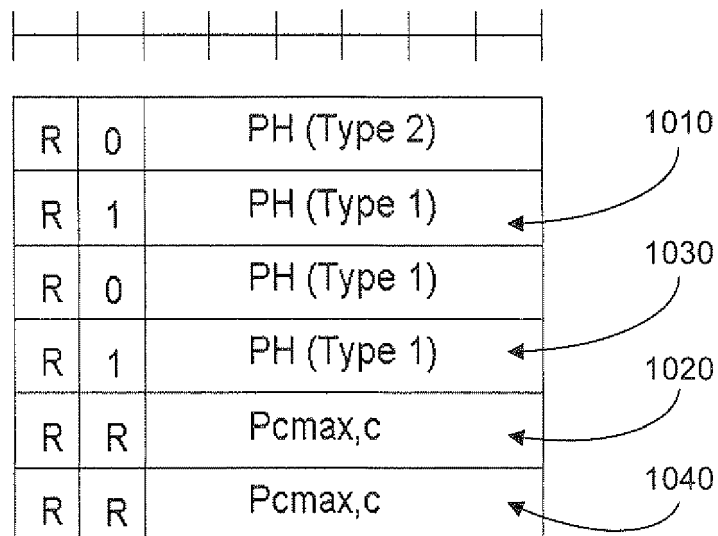 R 0 PH (Type 2)
1010
R 1 PH (Type 1)
1030
R 0 PH (Type 1)
R 1 PH (Type 1)
1020
R R Pcmax,c
1040
R R Pcmax,c